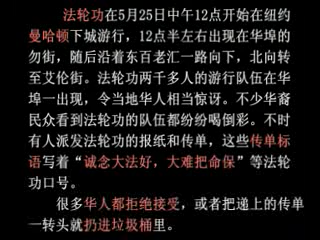 法轮功在5月25日中午12点开始在纽约
曼哈顿下城游行，12点半左右出现在华埠的
勿街，随后沿着东百老汇一路向下，北向转
至艾伦街。法轮功两千多人的游行队伍在华
埠一出现，令当地华人相当惊讶。不少华裔
民众看到法轮功的队伍都纷纷喝倒彩。不时
有人派发法轮功的报纸和传单，这些传单标
语写着“诚念大法好，大难把命保”等法轮
功口号。
很多华人都拒绝接受，或者把递上的传单
一转头就扔进垃圾桶里。